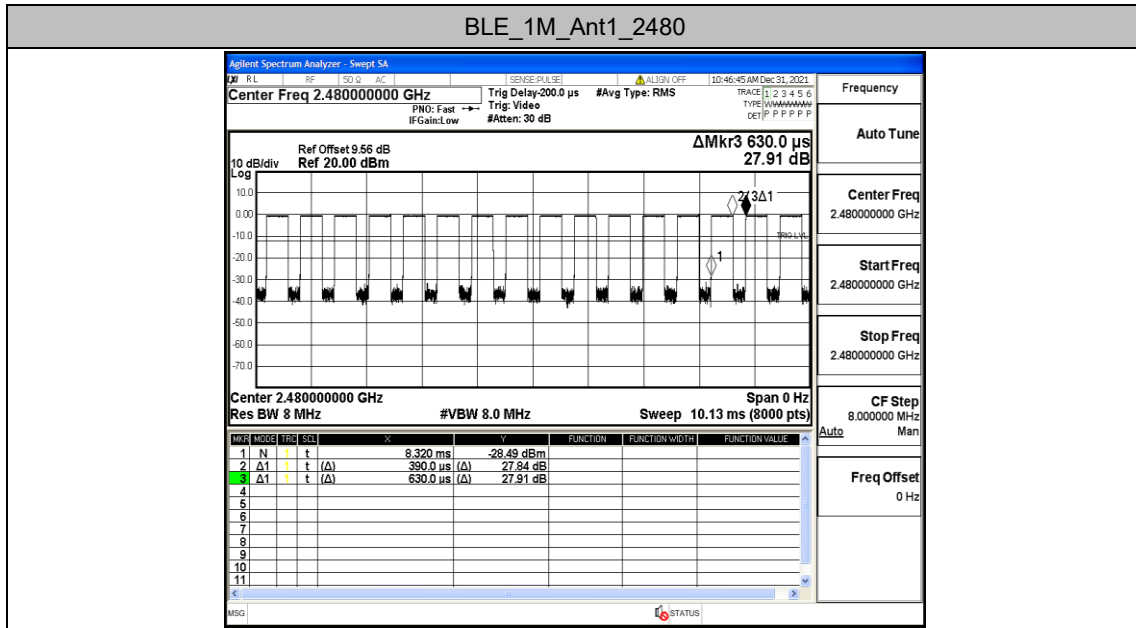 BLE_1M_Ant1_2480
Agilent Spectrum Analyzer - Swept SA
RL RF 50 Ω AC SENSE:PULSE ALIGN OFF 10:46:45 AM Dec 31, 2021
Center Freq 2.480000000 GHz Trig Delay-200.0 µs #Avg Type: RMS TRACE 1 2 3 4 5 6
PNO: Fast Trig: Video TYPE
IFGain:Low #Atten: 30 dB DET P P P P P P
Frequency
Auto Tune
Center Freq
2.480000000 GHz
Start Freq
2.480000000 GHz
Stop Freq
2.480000000 GHz
CF Step
8.000000 MHz
Auto Man
Freq Offset
0 Hz
ΔMkr3 630.0 µs
27.91 dB
Ref Offset 9.56 dB
10 dB/div Ref 20.00 dBm
Log
10.0
0.00
-10.0
-20.0
-30.0
-40.0
-50.0
-60.0
-70.0
2/3Δ1
TRIG LVL
1
Center 2.480000000 GHz Span 0 Hz
Res BW 8 MHz #VBW 8.0 MHz Sweep 10.13 ms (8000 pts)
MKR MODE TRC SCL X Y FUNCTION FUNCTION WIDTH FUNCTION VALUE
1 N 1 t 8.320 ms -28.49 dBm
2 Δ1 1 t (Δ) 390.0 µs (Δ) 27.84 dB
3 Δ1 1 t (Δ) 630.0 µs (Δ) 27.91 dB
4
5
6
7
8
9
10
11
MSG STATUS